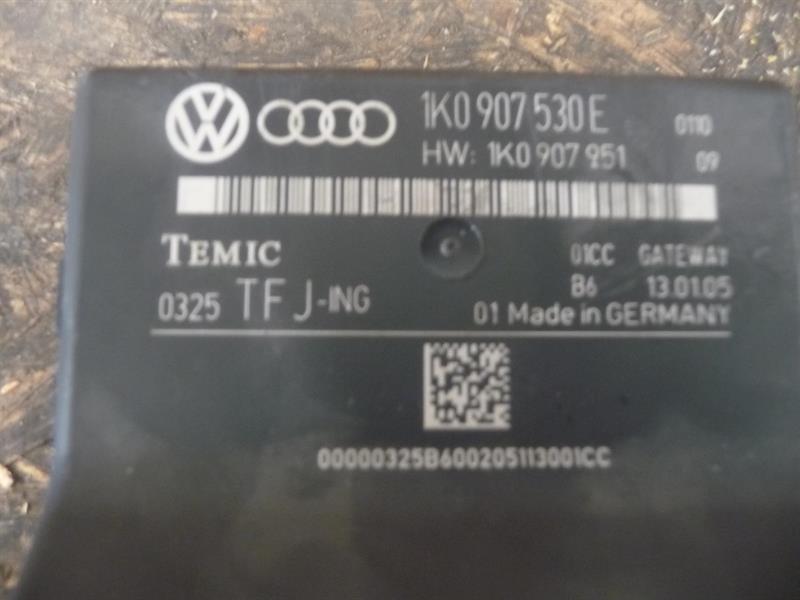 1K0 907 530 E 0110
HW: 1K0 907 951 09
TEMIC 01CC GATEWAY
B6 13.01.05
0325 TFJ-ING
01 Made in GERMANY
00000325B600205113001CC